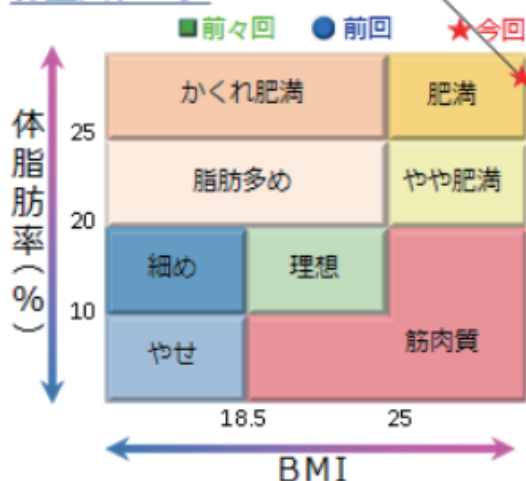 ■前々回 ●前回 ★今回
かくれ肥満 肥満
25
脂肪多め やや肥満
20
細め 理想
10
やせ 筋肉質
体脂肪率(%)
18.5 25
BMI